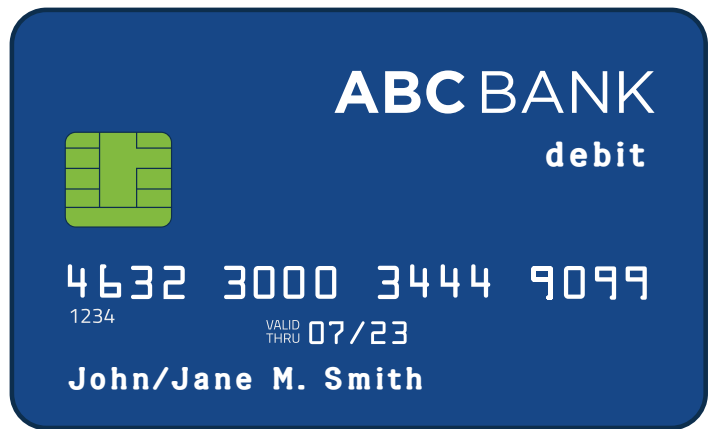 ABC BANK
debit
4632 3000 3444 9099
1234
VALID THRU 07/23
John/Jane M. Smith